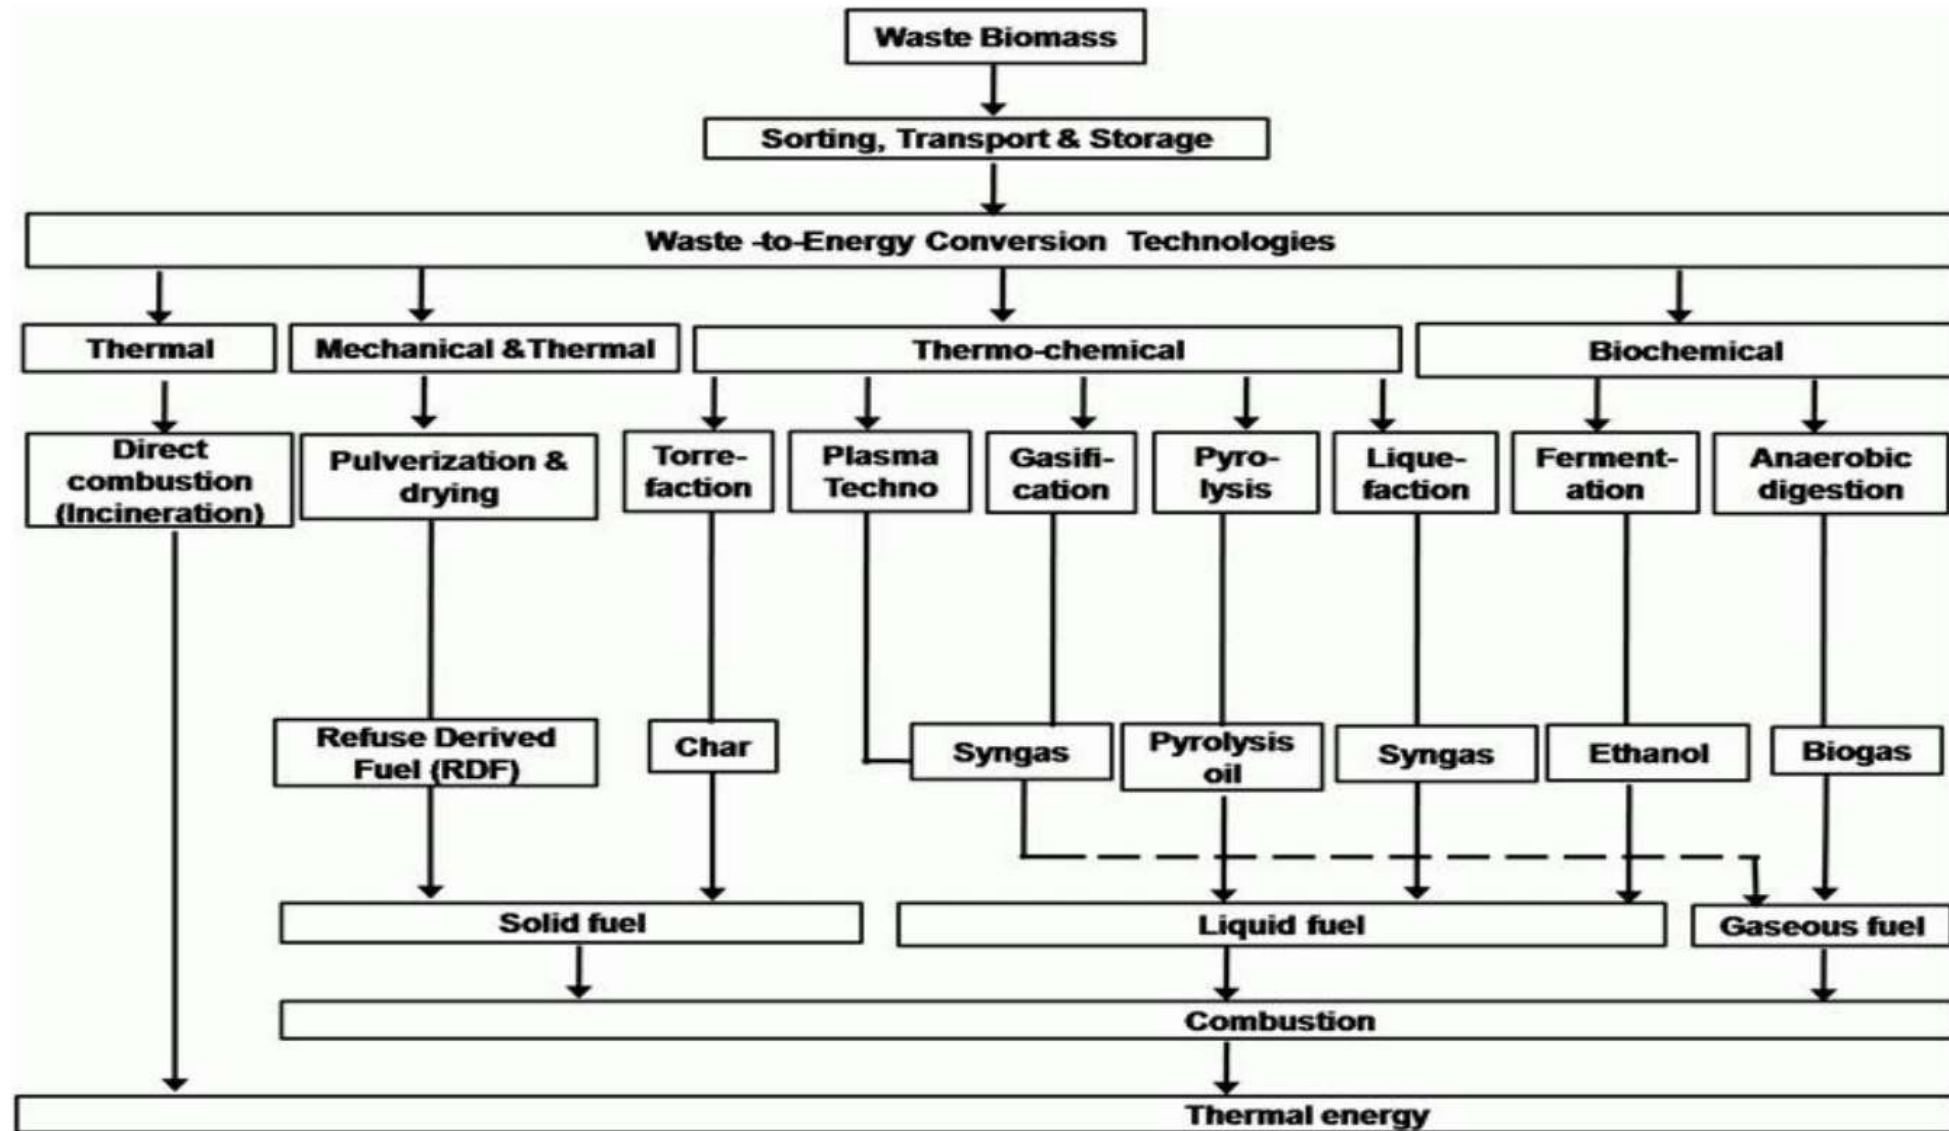 Waste Biomass
Sorting, Transport & Storage
Waste -to-Energy Conversion Technologies
Thermal
Mechanical &Thermal
Thermo-chemical
Biochemical
Direct
combustion
(Incineration)
Pulverization &
drying
Torre-
faction
Plasma
Techno
Gasifi-
cation
Pyro-
lysis
Lique-
faction
Ferment-
ation
Anaerobic
digestion
Refuse Derived
Fuel (RDF)
Char
Syngas
Pyrolysis
oil
Syngas
Ethanol
Biogas
Solid fuel
Liquid fuel
Gaseous fuel
Combustion
Thermal energy